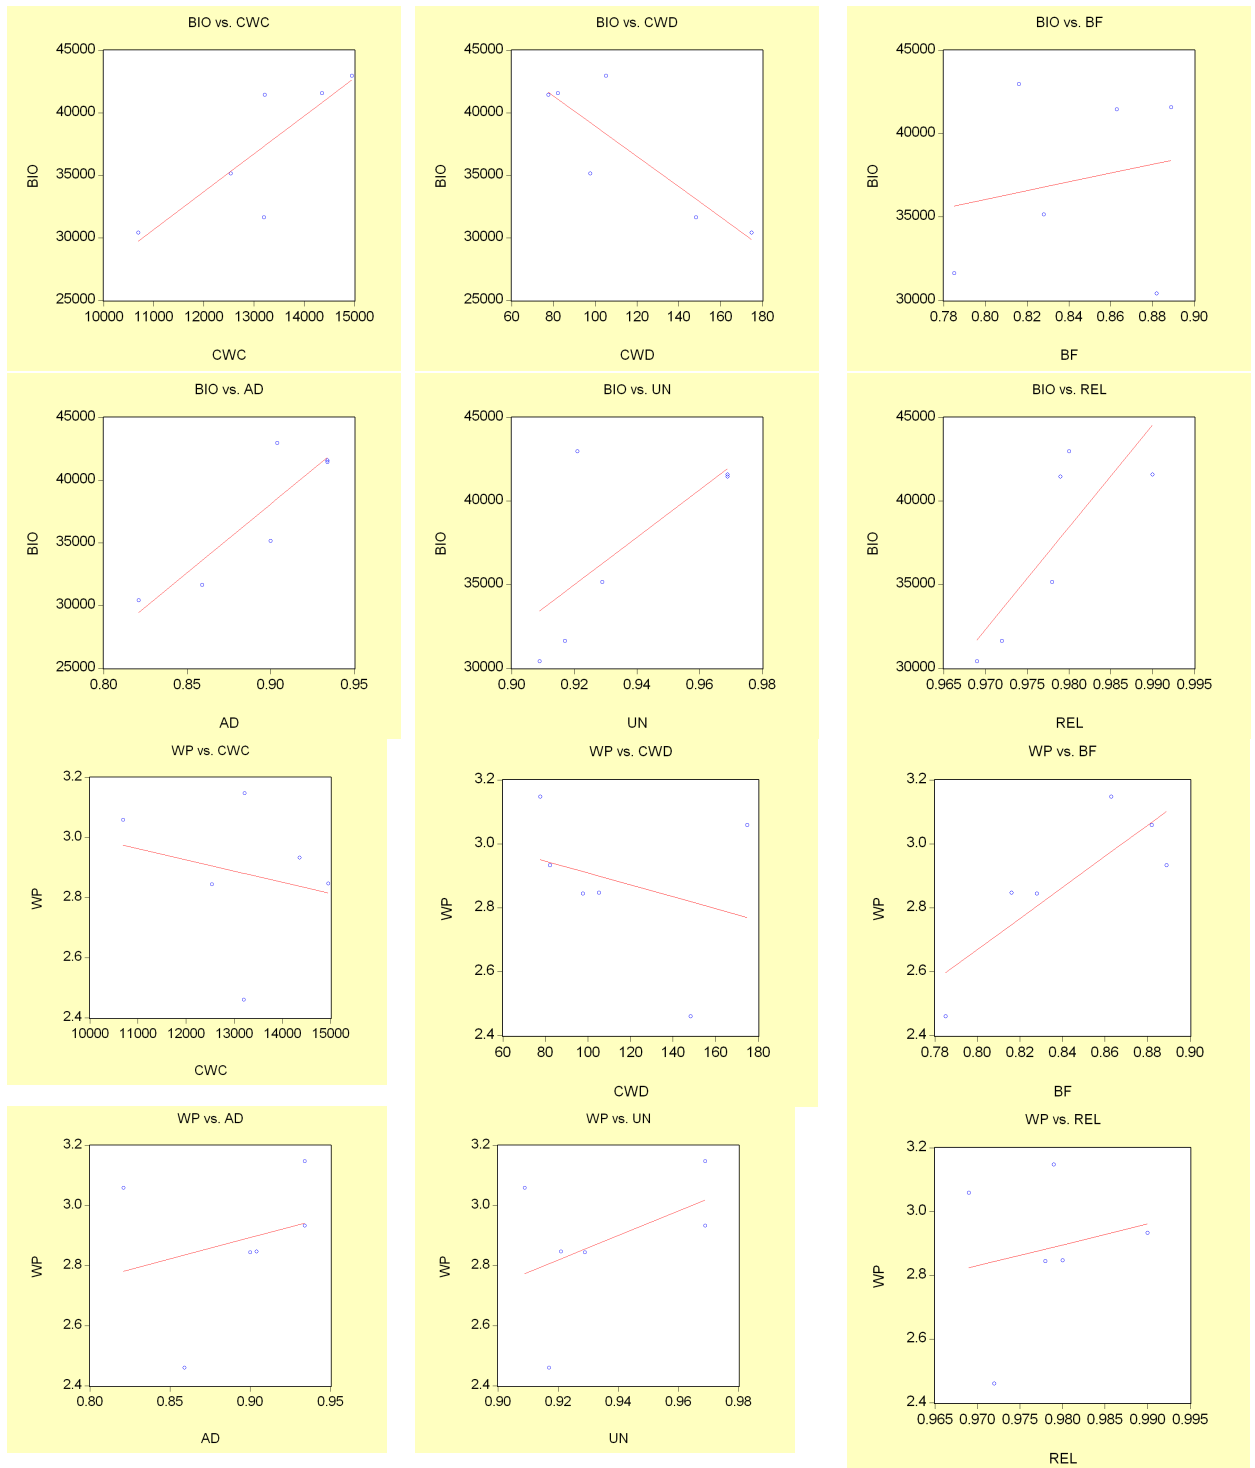 BIO vs. CWC
45000
40000
35000
30000
25000
BIO
10000 11000 12000 13000 14000 15000
CWC
BIO vs. CWD
45000
40000
35000
30000
25000
BIO
60 80 100 120 140 160 180
CWD
BIO vs. BF
45000
40000
35000
30000
BIO
0.78 0.80 0.82 0.84 0.86 0.88 0.90
BF
BIO vs. AD
45000
40000
35000
30000
25000
BIO
0.80 0.85 0.90 0.95
AD
BIO vs. UN
45000
40000
35000
30000
BIO
0.90 0.92 0.94 0.96 0.98
UN
BIO vs. REL
45000
40000
35000
30000
BIO
0.965 0.970 0.975 0.980 0.985 0.990 0.995
REL
WP vs. CWC
3.2
3.0
2.8
2.6
2.4
WP
10000 11000 12000 13000 14000 15000
CWC
WP vs. CWD
3.2
3.0
2.8
2.6
2.4
WP
60 80 100 120 140 160 180
CWD
WP vs. BF
3.2
3.0
2.8
2.6
2.4
WP
0.78 0.80 0.82 0.84 0.86 0.88 0.90
BF
WP vs. AD
3.2
3.0
2.8
2.6
2.4
WP
0.80 0.85 0.90 0.95
AD
WP vs. UN
3.2
3.0
2.8
2.6
2.4
WP
0.90 0.92 0.94 0.96 0.98
UN
WP vs. REL
3.2
3.0
2.8
2.6
2.4
WP
0.965 0.970 0.975 0.980 0.985 0.990 0.995
REL